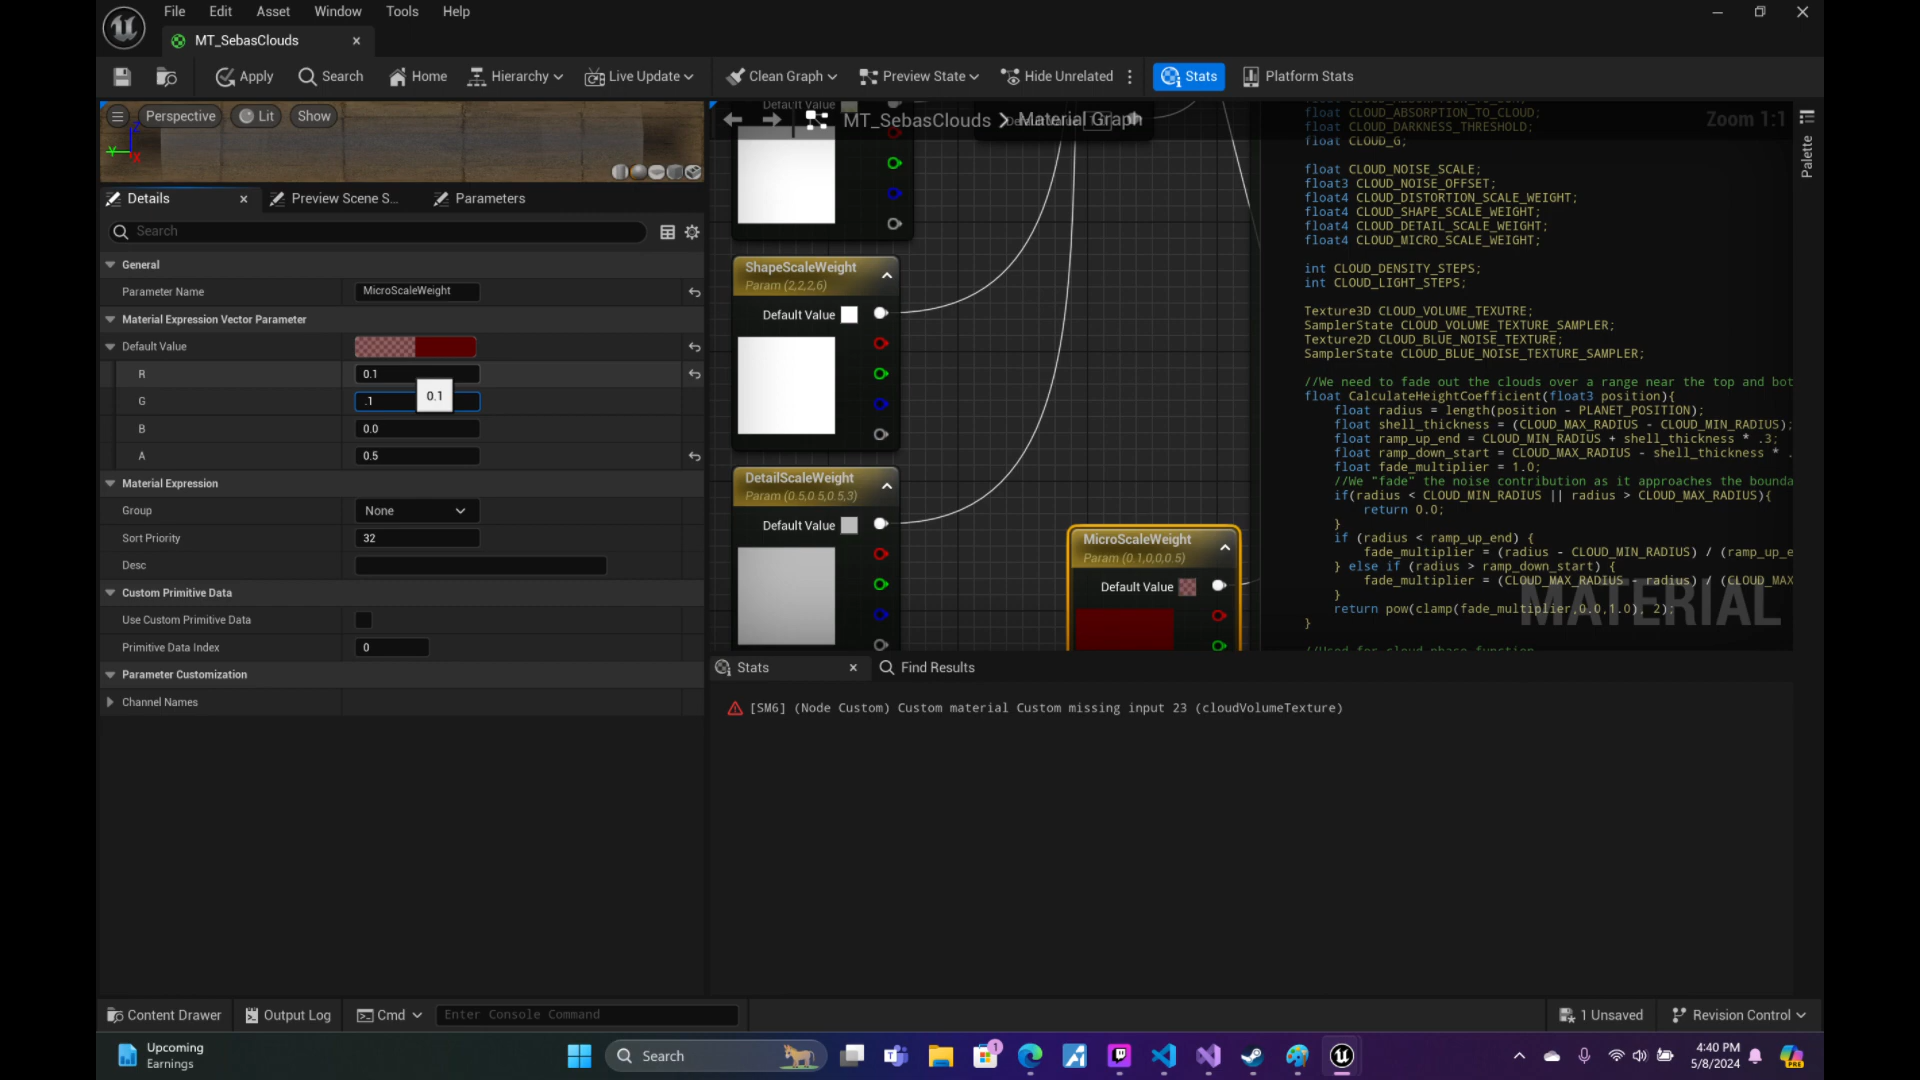 File Edit Asset Window Tools Help
MT_SebasClouds
Apply Search Home Hierarchy Live Update Clean Graph Preview State Hide Unrelated Stats Platform Stats
Perspective Lit Show
Details Preview Scene S... Parameters
Search
General
Parameter Name MicroScaleWeight
Material Expression Vector Parameter
Default Value
R 0.1
G .1
0.1
B 0.0
A 0.5
Material Expression
Group None
Sort Priority 32
Desc
Custom Primitive Data
Use Custom Primitive Data
Primitive Data Index 0
Parameter Customization
Channel Names
Default Value
MT_SebasClouds > Material Graph
Zoom 1:1
Palette
ShapeScaleWeight
Param (2,2,2,6)
Default Value
DetailScaleWeight
Param (0.5,0.5,0.5,3)
Default Value
MicroScaleWeight
Param (0.1,0,0,0.5)
Default Value
float CLOUD_ABSORPTION_TO_CLOUD;
float CLOUD_DARKNESS_THRESHOLD;
float CLOUD_G;
float CLOUD_NOISE_SCALE;
float3 CLOUD_NOISE_OFFSET;
float4 CLOUD_DISTORTION_SCALE_WEIGHT;
float4 CLOUD_SHAPE_SCALE_WEIGHT;
float4 CLOUD_DETAIL_SCALE_WEIGHT;
float4 CLOUD_MICRO_SCALE_WEIGHT;
int CLOUD_DENSITY_STEPS;
int CLOUD_LIGHT_STEPS;
Texture3D CLOUD_VOLUME_TEXUTRE;
SamplerState CLOUD_VOLUME_TEXTURE_SAMPLER;
Texture2D CLOUD_BLUE_NOISE_TEXTURE;
SamplerState CLOUD_BLUE_NOISE_TEXTURE_SAMPLER;
//We need to fade out the clouds over a range near the top and bot
float CalculateHeightCoefficient(float3 position){
float radius = length(position - PLANET_POSITION);
float shell_thickness = (CLOUD_MAX_RADIUS - CLOUD_MIN_RADIUS);
float ramp_up_end = CLOUD_MIN_RADIUS + shell_thickness * .3;
float ramp_down_start = CLOUD_MAX_RADIUS - shell_thickness * .
float fade_multiplier = 1.0;
//We "fade" the noise contribution as it approaches the bounda
if(radius < CLOUD_MIN_RADIUS || radius > CLOUD_MAX_RADIUS){
return 0.0;
}
if (radius < ramp_up_end) {
fade_multiplier = (radius - CLOUD_MIN_RADIUS) / (ramp_up_e
} else if (radius > ramp_down_start) {
fade_multiplier = (CLOUD_MAX_RADIUS - radius) / (CLOUD_MAX
}
return pow(clamp(fade_multiplier,0.0,1.0), 2);
}
MATERIAL
Stats Find Results
[SM6] (Node Custom) Custom material Custom missing input 23 (cloudVolumeTexture)
Content Drawer Output Log Cmd Enter Console Command 1 Unsaved Revision Control
Upcoming
Earnings
Search
1
4:40 PM
5/8/2024
PRE